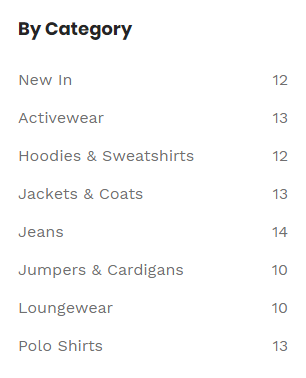 By Category
New In 12
Activewear 13
Hoodies & Sweatshirts 12
Jackets & Coats 13
Jeans 14
Jumpers & Cardigans 10
Loungewear 10
Polo Shirts 13